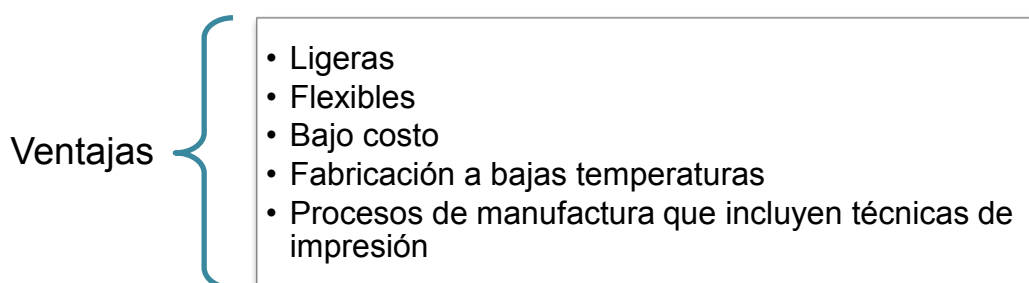 Ventajas
• Ligeras
• Flexibles
• Bajo costo
• Fabricación a bajas temperaturas
• Procesos de manufactura que incluyen técnicas de
impresión